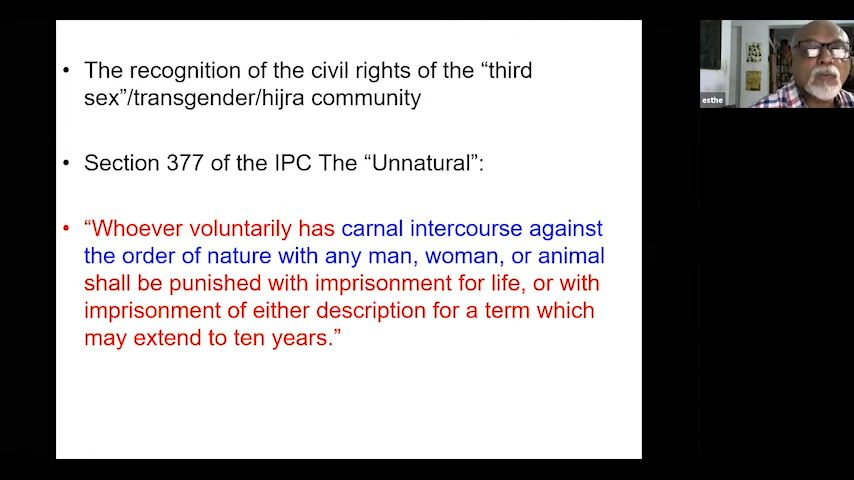 • The recognition of the civil rights of the “third
sex”/transgender/hijra community
• Section 377 of the IPC The “Unnatural”:
• “Whoever voluntarily has carnal intercourse against
the order of nature with any man, woman, or animal
shall be punished with imprisonment for life, or with
imprisonment of either description for a term which
may extend to ten years.”
esthe